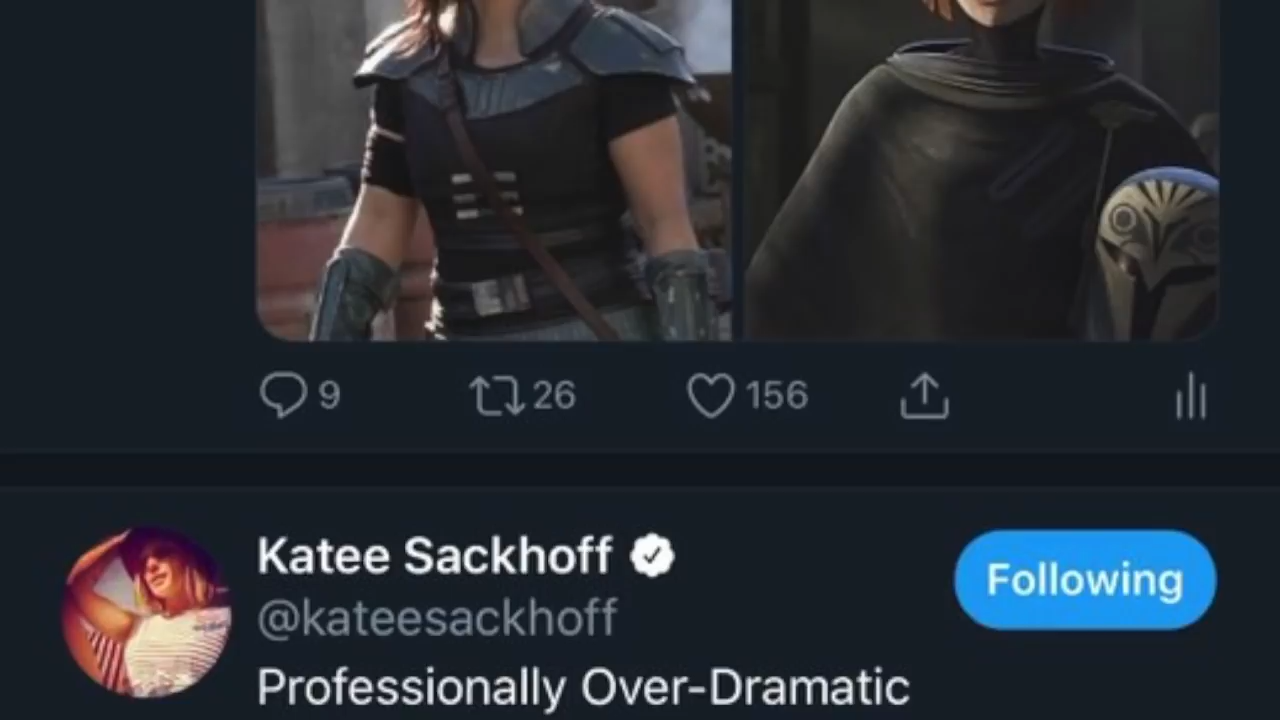 9 26 156
Katee Sackhoff
Following
@kateesackhoff
Professionally Over-Dramatic